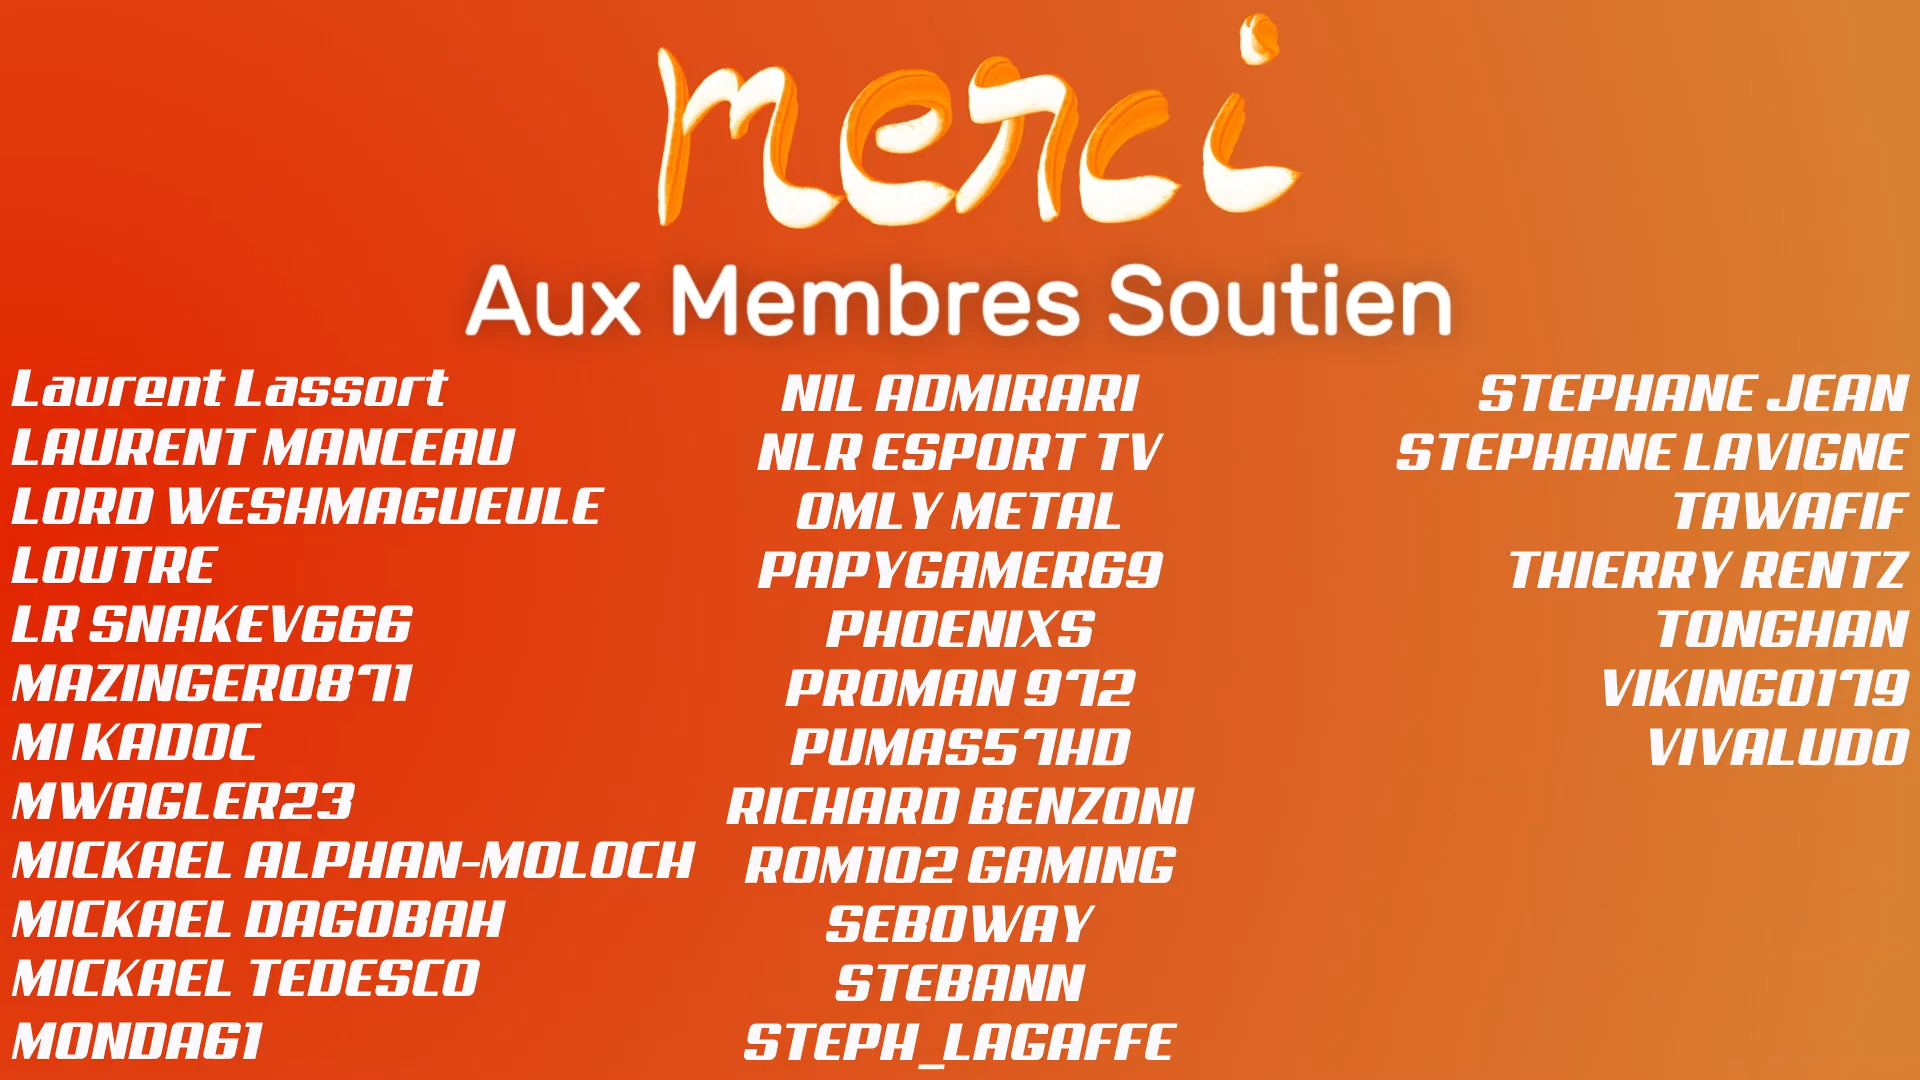 merci
Aux Membres Soutien
Laurent Lassort
LAURENT MANCEAU
LORD WESHMAGUEULE
LOUTRE
LR SNAKEV666
MAZINGER0871
MI KADOC
MWAGLER23
MICKAEL ALPHAN-MOLOCH
MICKAEL DAGOBAH
MICKAEL TEDESCO
MONDA61
NIL ADMIRARI
NLR ESPORT TV
OMLY METAL
PAPYGAMER69
PHOENIXS
PROMAN 972
PUMAS57HD
RICHARD BENZONI
ROM102 GAMING
SEBOWAY
STEBANN
STEPH_LAGAFFE
STEPHANE JEAN
STEPHANE LAVIGNE
TAWAFIF
THIERRY RENTZ
TONGHAN
VIKING0179
VIVALUDO